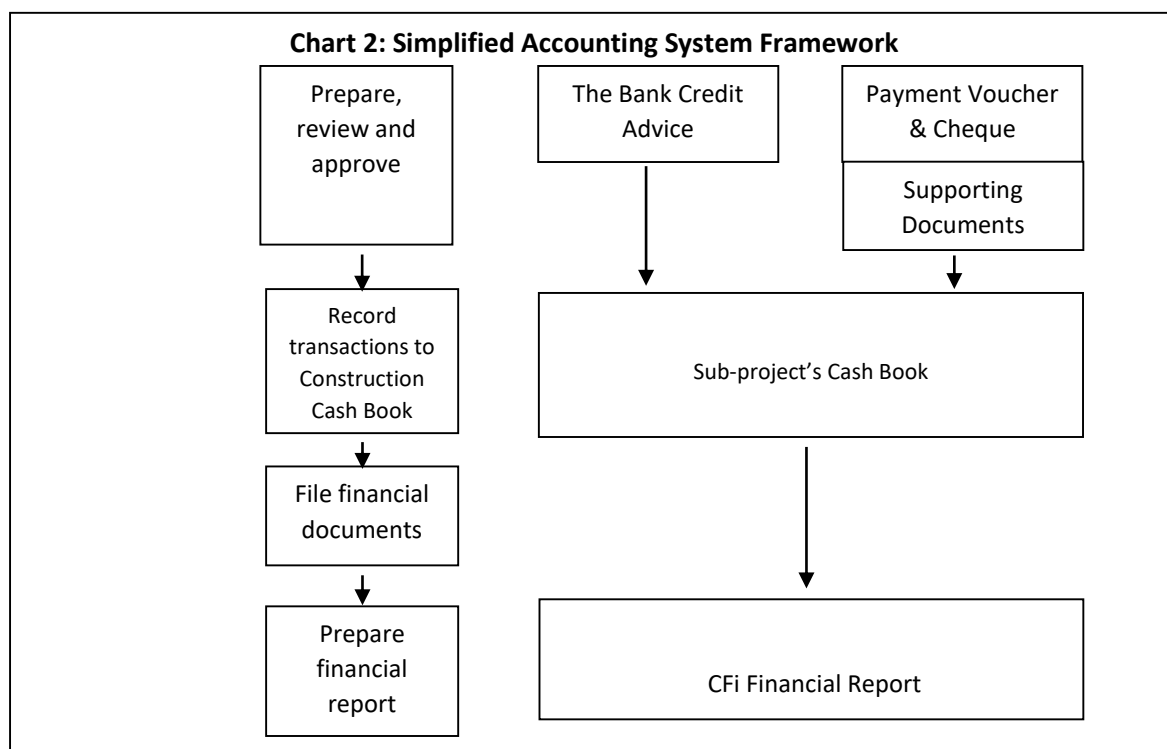 Chart 2: Simplified Accounting System Framework
Prepare,
review and
approve
The Bank Credit
Advice
Payment Voucher
& Cheque
Supporting
Documents
Record
transactions to
Construction
Cash Book
Sub-project’s Cash Book
File financial
documents
Prepare
financial
report
CFi Financial Report